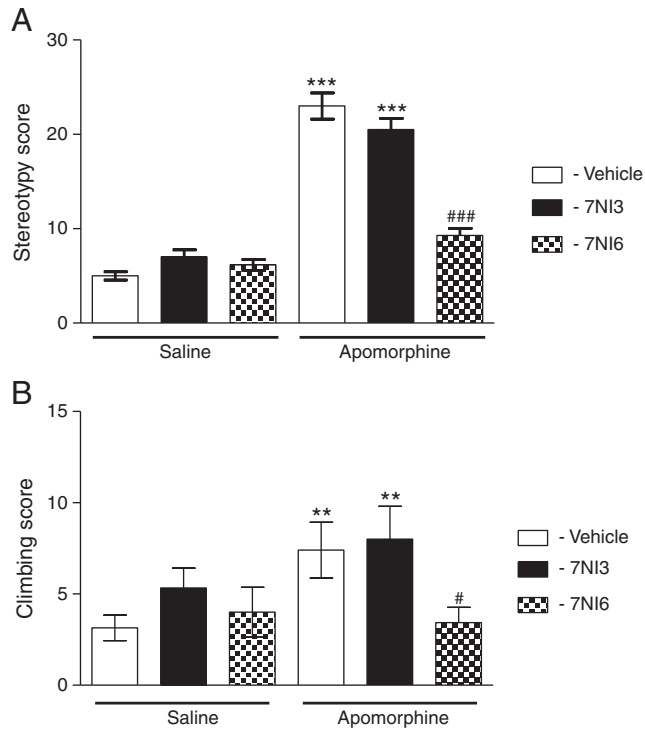 A
30
20
10
0
Stereotypy score
***
***
###
Saline
Apomorphine
- Vehicle
- 7NI3
- 7NI6
B
15
10
5
0
Climbing score
**
**
#
Saline
Apomorphine
- Vehicle
- 7NI3
- 7NI6